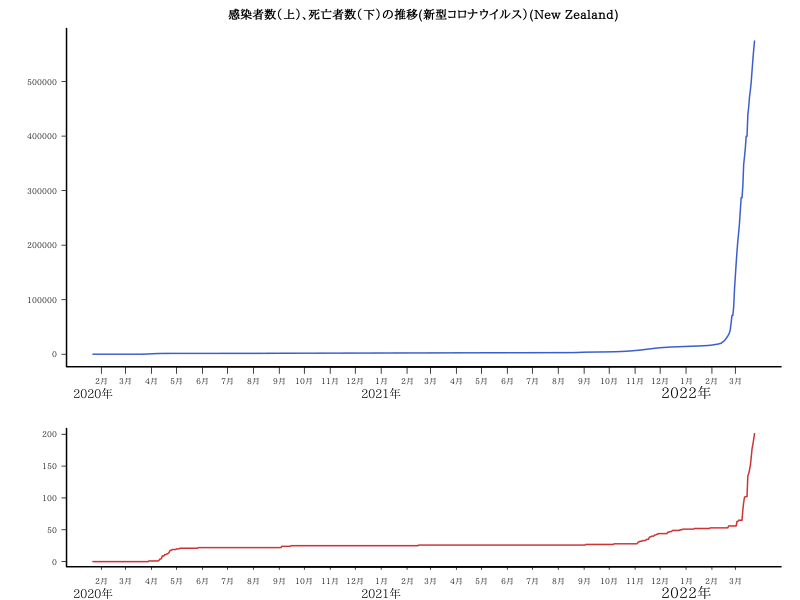 感染者数（上）、死亡者数（下）の推移(新型コロナウイルス）(New Zealand)
500000
400000
300000
200000
100000
0
2月 3月 4月 5月 6月 7月 8月 9月 10月 11月 12月 1月 2月 3月 4月 5月 6月 7月 8月 9月 10月 11月 12月 1月 2月 3月
2020年 2021年 2022年
200
150
100
50
0
2月 3月 4月 5月 6月 7月 8月 9月 10月 11月 12月 1月 2月 3月 4月 5月 6月 7月 8月 9月 10月 11月 12月 1月 2月 3月
2020年 2021年 2022年